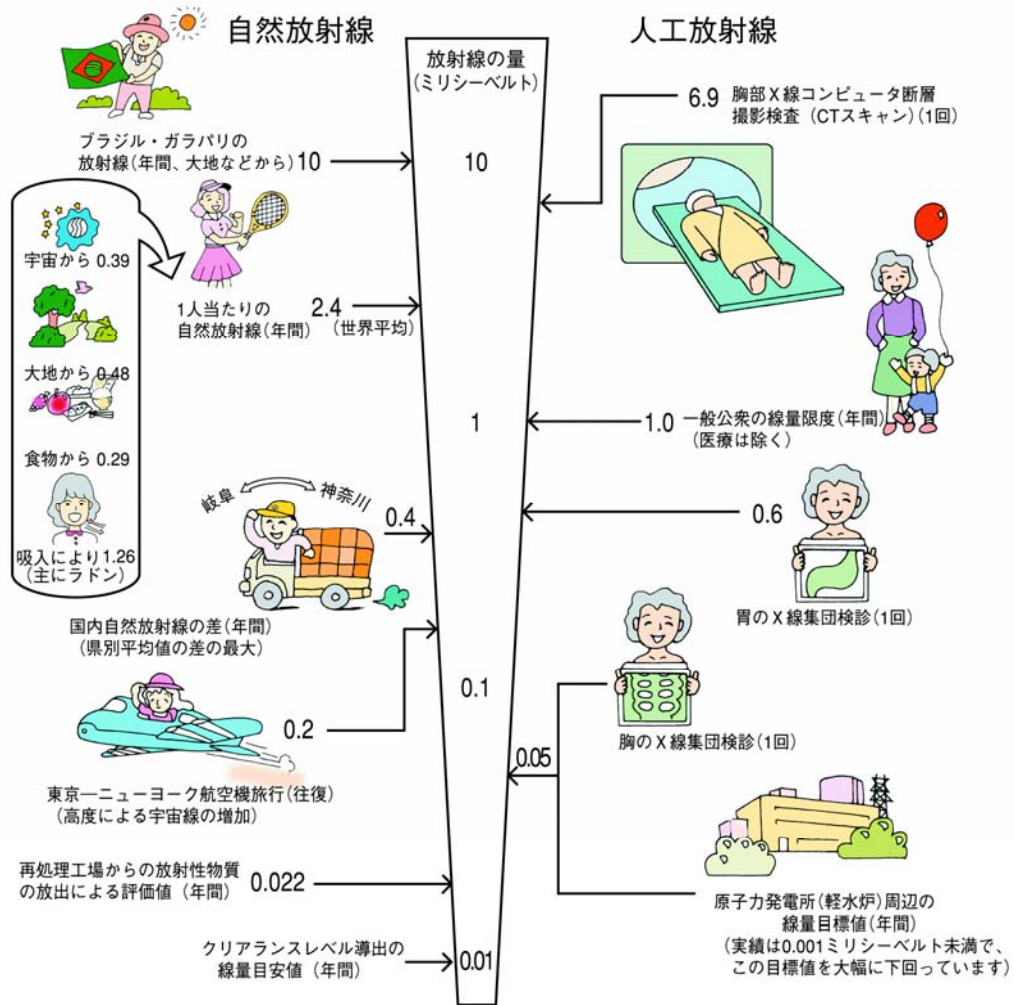 自然放射線
人工放射線
放射線の量
(ミリシーベルト)
10
1
0.1
0.01
ブラジル・ガラパリの
放射線(年間、大地などから)10
宇宙から 0.39
大地から 0.48
食物から 0.29
吸入により1.26
(主にラドン)
1人当たりの
自然放射線(年間)
2.4
(世界平均)
岐阜
神奈川
0.4
国内自然放射線の差(年間)
(県別平均値の差の最大)
0.2
東京―ニューヨーク航空機旅行(往復)
(高度による宇宙線の増加)
再処理工場からの放射性物質
の放出による評価値(年間)
0.022
クリアランスレベル導出の
線量目安値(年間)
6.9
胸部X線コンピュータ断層
撮影検査(CTスキャン)(1回)
1.0 一般公衆の線量限度(年間)
(医療は除く)
0.6
胃のX線集団検診(1回)
胸のX線集団検診(1回)
0.05
原子力発電所(軽水炉)周辺の
線量目標値(年間)
(実績は0.001ミリシーベルト未満で、
この目標値を大幅に下回っています)